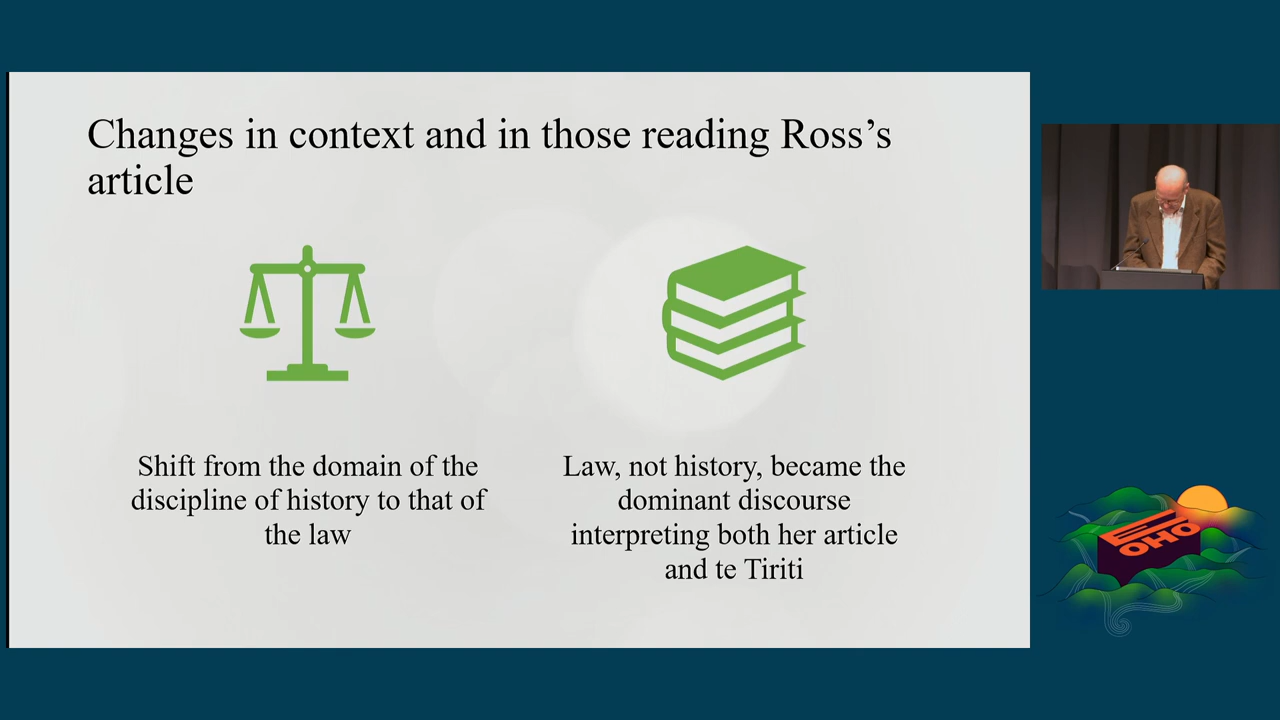 Changes in context and in those reading Ross’s
article
Shift from the domain of the
discipline of history to that of
the law
Law, not history, became the
dominant discourse
interpreting both her article
and te Tiriti
E
OHO